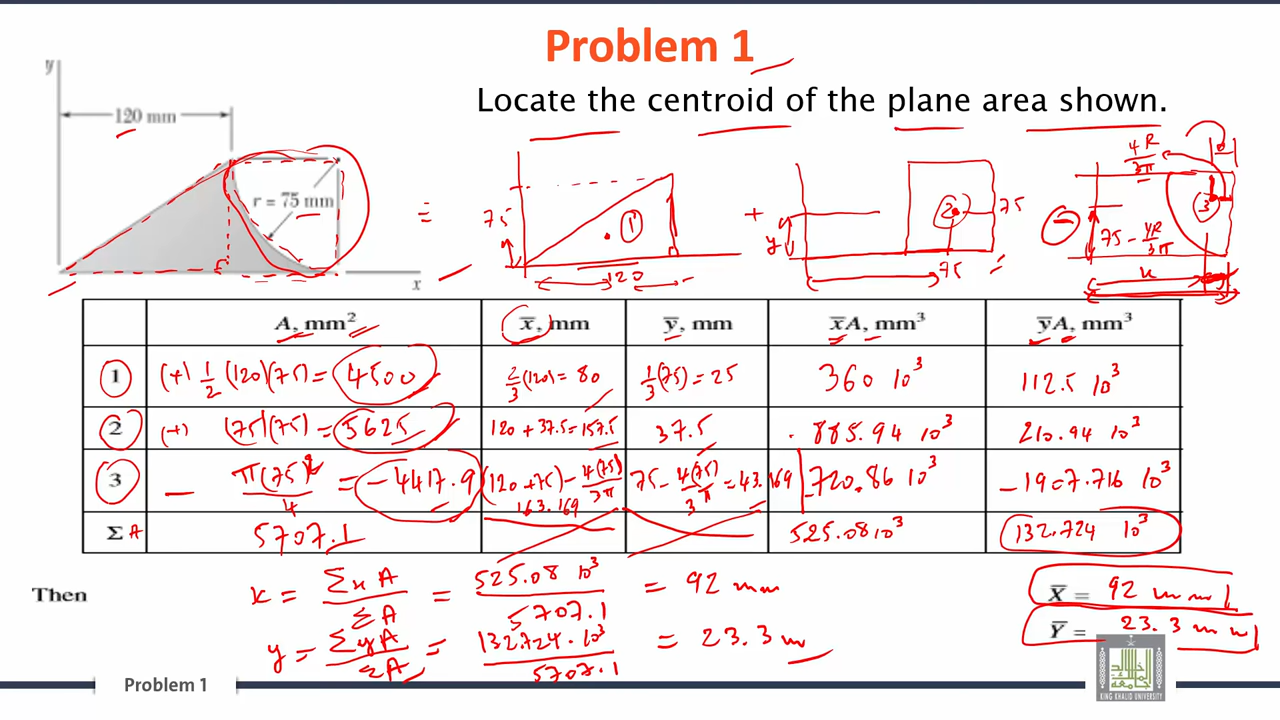 Problem 1
Locate the centroid of the plane area shown.
y
120 mm
r = 75 mm
x
=
75
1
120
+
y
2
75
75
=
−
4R/3π
3
75 - 4R/3π
x
A, mm²
x̄, mm
ȳ, mm
x̄A, mm³
ȳA, mm³
1
(+) 1/2 (120)(75) = 4500
2/3 (120) = 80
1/3 (75) = 25
360 10³
112.5 10³
2
(+) (75)(75) = 5625
120 + 37.5 = 157.5
37.5
885.94 10³
210.94 10³
3
− π(75)²/4 = -4417.9
(120+75) - 4(75)/3π
163.169
75 - 4(75)/3π = 43.169
-720.86 10³
-1907.716 10³
Σ A
5707.1
525.08 10³
132.724 10³
Then
x = ΣxA/ΣA = 525.08 10³/5707.1 = 92 mm
y = ΣyA/ΣA = 132.724·10³/5707.1 = 23.3 m
X̄ = 92 mm
Ȳ = 23.3 mm
Problem 1
KING KHALID UNIVERSITY